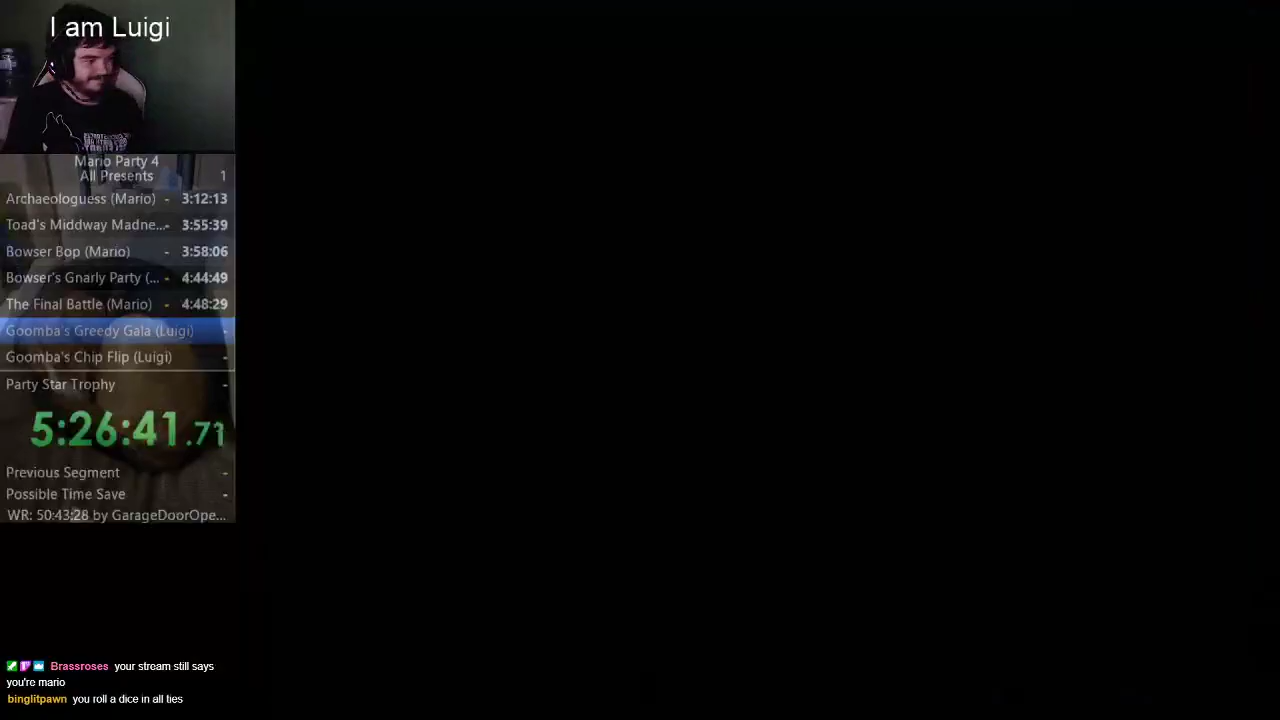 I am Luigi
Mario Party 4
All Presents 1
Archaeologuess (Mario) - 3:12:13
Toad's Middway Madne... - 3:55:39
Bowser Bop (Mario) - 3:58:06
Bowser's Gnarly Party (... - 4:44:49
The Final Battle (Mario) - 4:48:29
Goomba's Greedy Gala (Luigi) -
Goomba's Chip Flip (Luigi) -
Party Star Trophy -
5:26:41.71
Previous Segment -
Possible Time Save -
WR: 50:43:28 by GarageDoorOpe...
Brassroses your stream still says
you're mario
binglitpawn you roll a dice in all ties